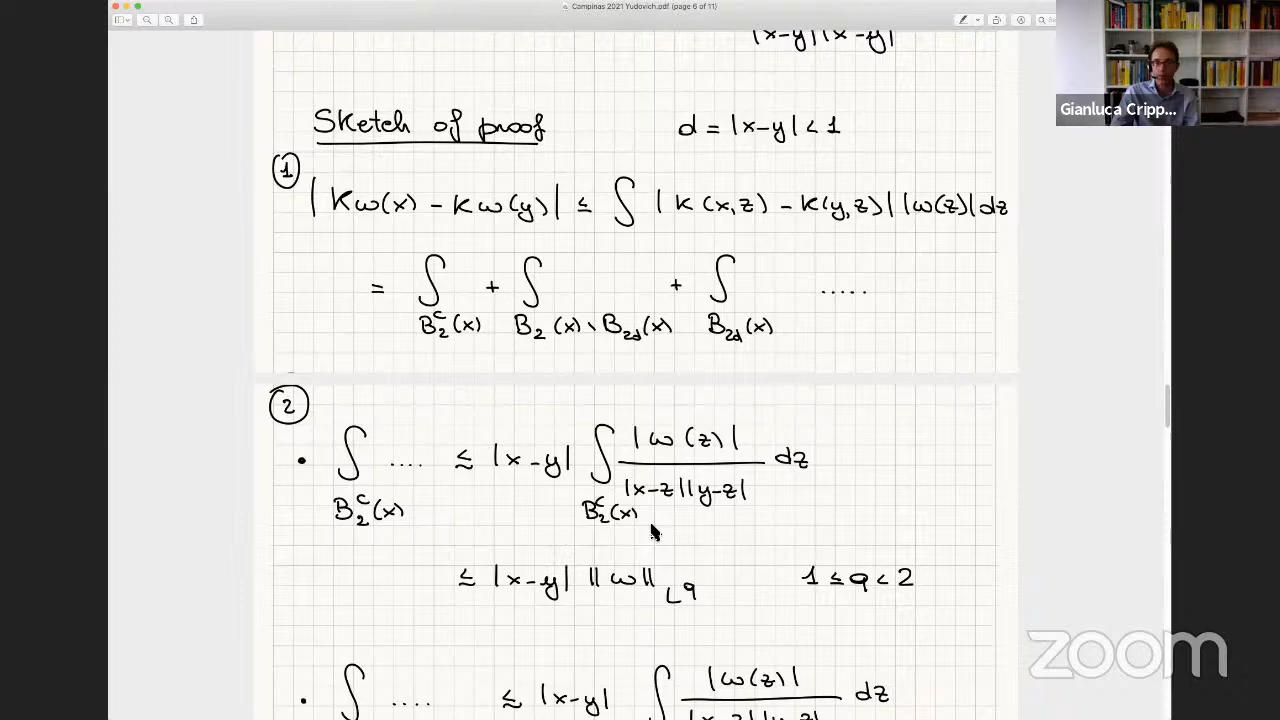 Campinas 2021 Yudovich.pdf (page 6 of 11)
|x-y||x-y|
Gianluca Cripp...
Sketch of proof d = |x-y| < 1
① |Kω(x) - Kω(y)| ≤ ∫ |K(x,z) - K(y,z)| |ω(z)| dz
= ∫_{B_2^c(x)} + ∫_{B_2(x) \ B_{2d}(x)} + ∫_{B_{2d}(x)} .....
②
• ∫_{B_2^c(x)} .... ≲ |x-y| ∫_{B_2^c(x)} |ω(z)| / |x-z||y-z| dz
≲ |x-y| ||ω||_{L^q} 1 ≤ q < 2
• ∫ .... ≲ |x-y| ∫ |ω(z)| / |x-z||y-z| dz
zoom